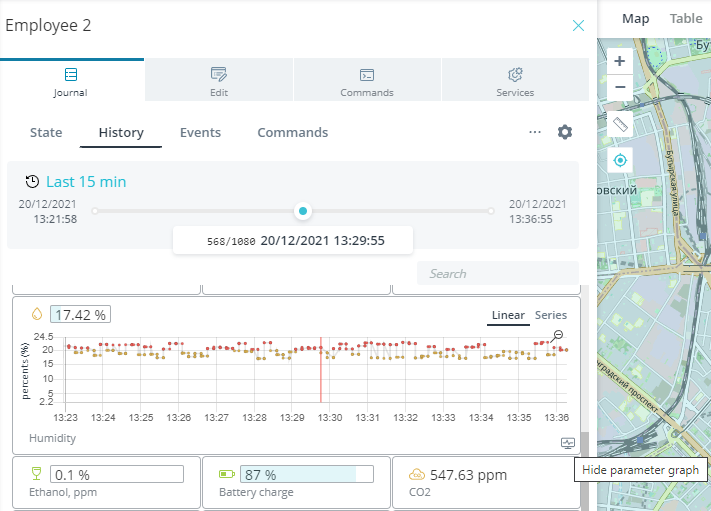 Employee 2
Map Table
Journal Edit Commands Services
State History Events Commands ...
Last 15 min
20/12/2021 20/12/2021
13:21:58 13:36:55
568/1080 20/12/2021 13:29:55
Search
17.42 % Linear Series
24.5
20
15
10
5
2.2
percents (%)
13:23 13:24 13:25 13:26 13:27 13:28 13:29 13:30 13:31 13:32 13:33 13:34 13:35 13:36
Humidity
Hide parameter graph
0.1 % 87 % 547.63 ppm
Ethanol, ppm Battery charge CO2
Бу
Бутырская улица
овский
нградский проспект